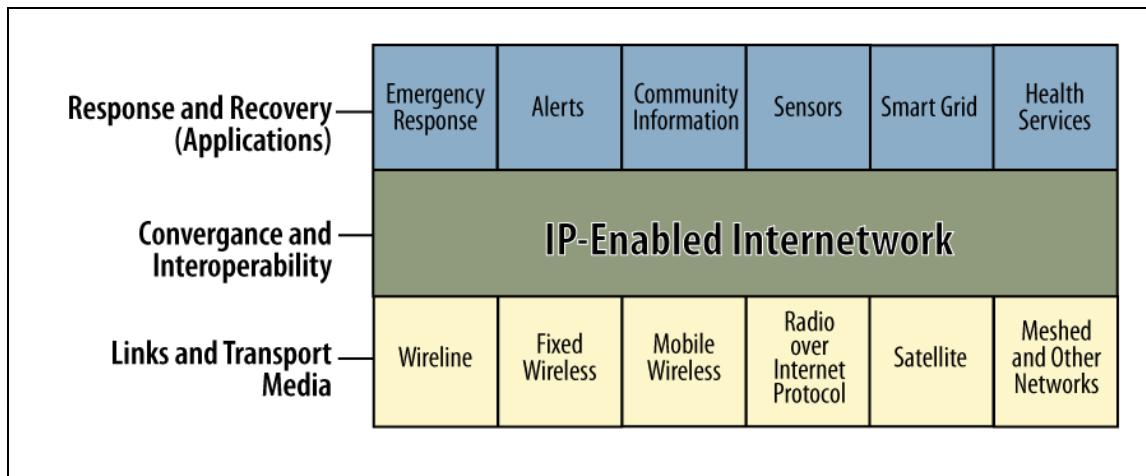 Response and Recovery
(Applications)
Emergency
Response
Alerts
Community
Information
Sensors
Smart Grid
Health
Services
Convergance and
Interoperability
IP-Enabled Internetwork
Links and Transport
Media
Wireline
Fixed
Wireless
Mobile
Wireless
Radio
over
Internet
Protocol
Satellite
Meshed
and Other
Networks